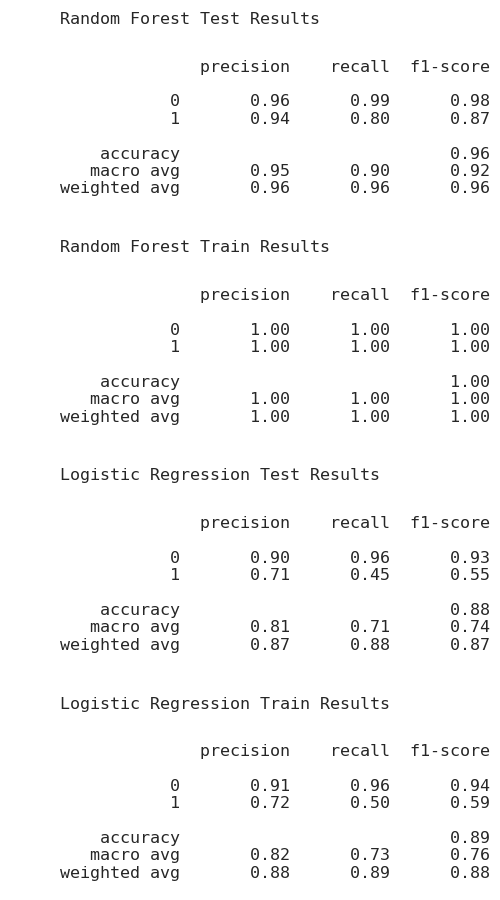 Random Forest Test Results
precision recall f1-score
0 0.96 0.99 0.98
1 0.94 0.80 0.87
accuracy 0.96
macro avg 0.95 0.90 0.92
weighted avg 0.96 0.96 0.96
Random Forest Train Results
precision recall f1-score
0 1.00 1.00 1.00
1 1.00 1.00 1.00
accuracy 1.00
macro avg 1.00 1.00 1.00
weighted avg 1.00 1.00 1.00
Logistic Regression Test Results
precision recall f1-score
0 0.90 0.96 0.93
1 0.71 0.45 0.55
accuracy 0.88
macro avg 0.81 0.71 0.74
weighted avg 0.87 0.88 0.87
Logistic Regression Train Results
precision recall f1-score
0 0.91 0.96 0.94
1 0.72 0.50 0.59
accuracy 0.89
macro avg 0.82 0.73 0.76
weighted avg 0.88 0.89 0.88